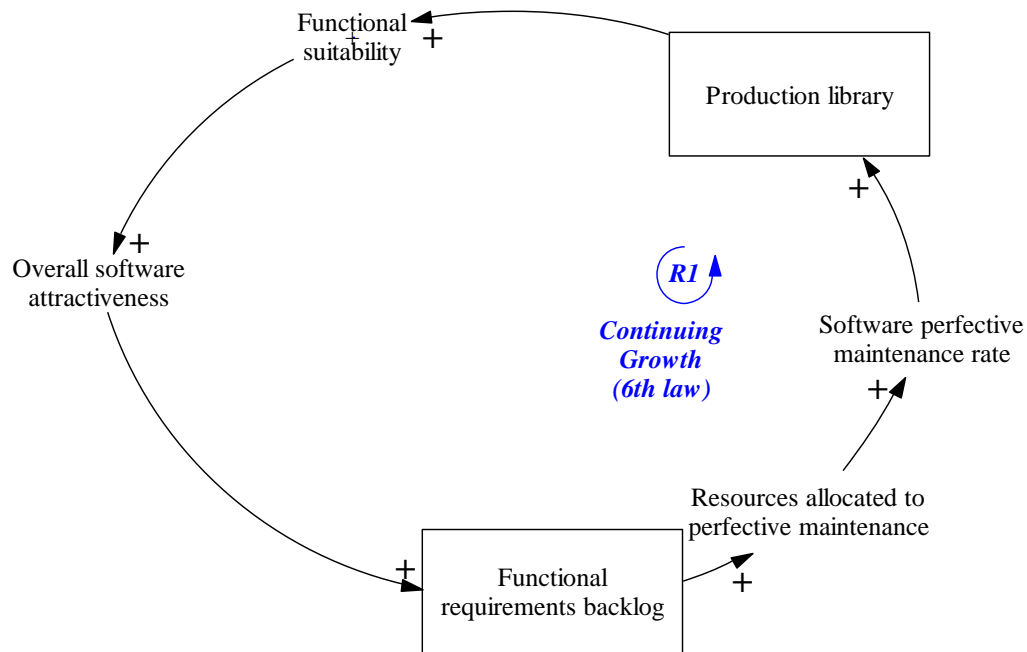 Functional
suitability
+
+
Production library
+
+
Overall software
attractiveness
R1
Continuing
Growth
(6th law)
Software perfective
maintenance rate
+
Resources allocated to
perfective maintenance
+
Functional
requirements backlog
+